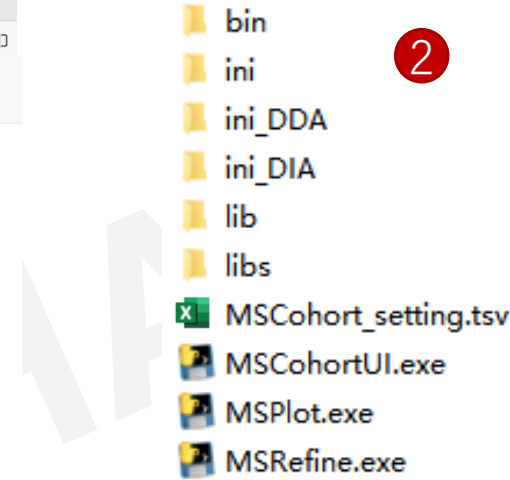 bin
2
ini
ini_DDA
ini_DIA
lib
libs
MSCohort_setting.tsv
MSCohortUI.exe
MSPlot.exe
MSRefine.exe